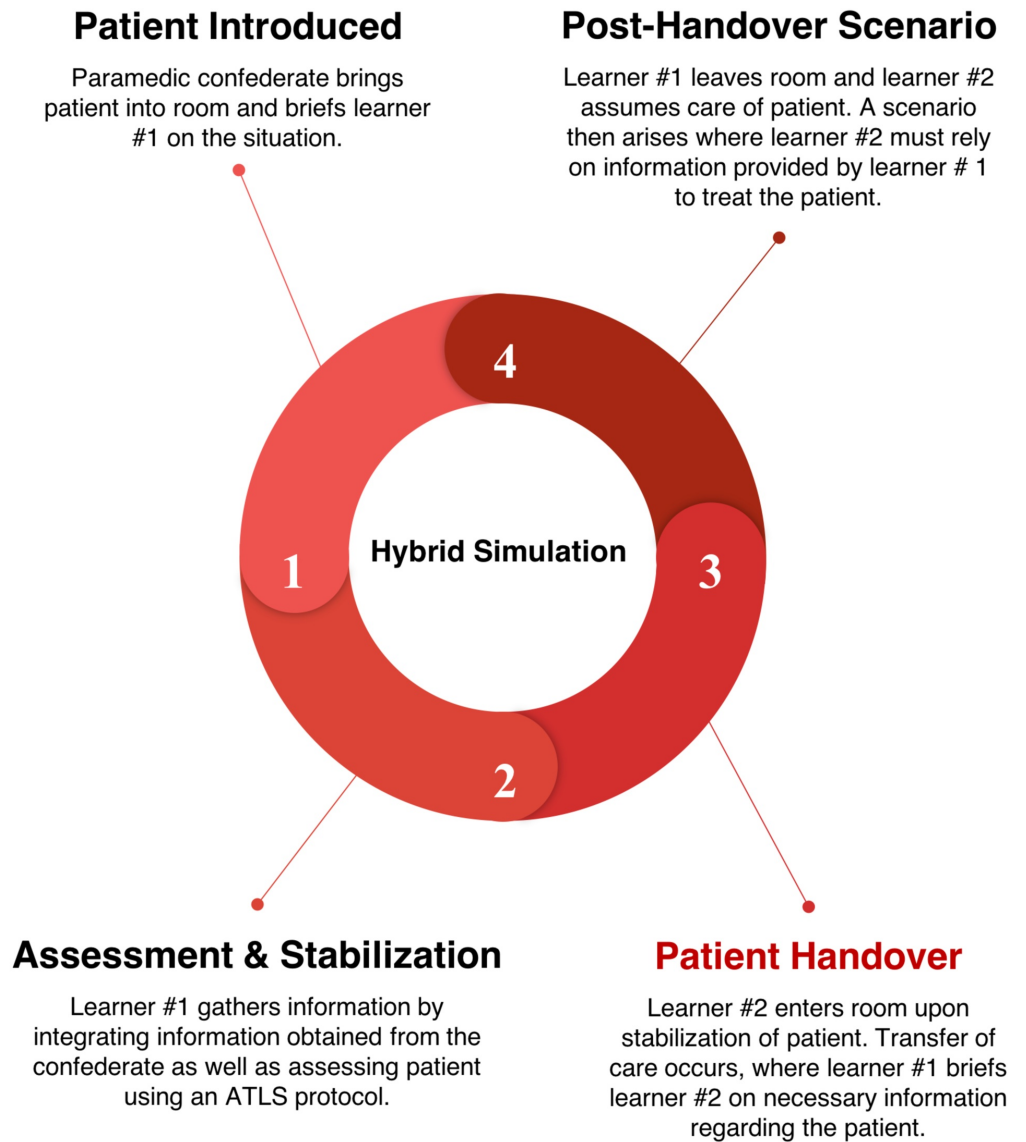 Patient Introduced
Paramedic confederate brings
patient into room and briefs learner
#1 on the situation.
Post-Handover Scenario
Learner #1 leaves room and learner #2
assumes care of patient. A scenario
then arises where learner #2 must rely
on information provided by learner # 1
to treat the patient.
4
Hybrid Simulation
1
3
2
Assessment & Stabilization
Learner #1 gathers information by
integrating information obtained from the
confederate as well as assessing patient
using an ATLS protocol.
Patient Handover
Learner #2 enters room upon
stabilization of patient. Transfer of
care occurs, where learner #1 briefs
learner #2 on necessary information
regarding the patient.